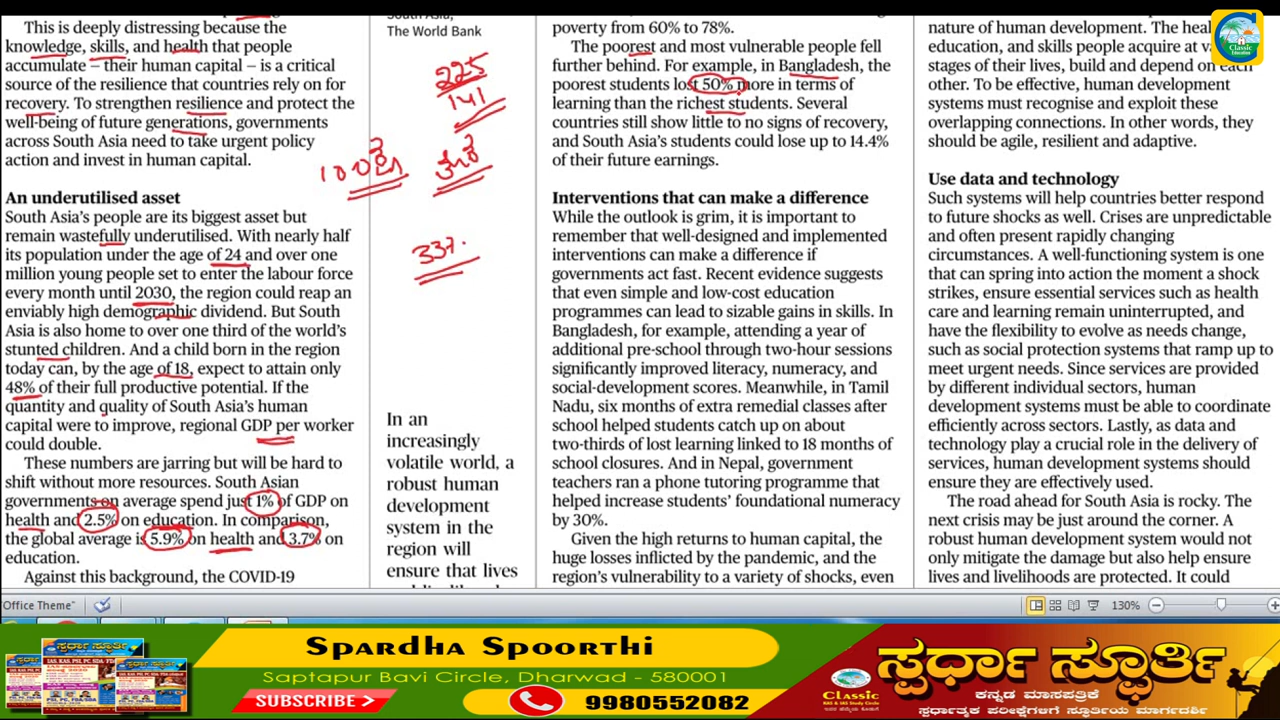 This is deeply distressing because the
knowledge, skills, and health that people
accumulate — their human capital — is a critical
source of the resilience that countries rely on for
recovery. To strengthen resilience and protect the
well-being of future generations, governments
across South Asia need to take urgent policy
action and invest in human capital.
An underutilised asset
South Asia's people are its biggest asset but
remain wastefully underutilised. With nearly half
its population under the age of 24 and over one
million young people set to enter the labour force
every month until 2030, the region could reap an
enviably high demographic dividend. But South
Asia is also home to over one third of the world's
stunted children. And a child born in the region
today can, by the age of 18, expect to attain only
48% of their full productive potential. If the
quantity and quality of South Asia's human
capital were to improve, regional GDP per worker
could double.
These numbers are jarring but will be hard to
shift without more resources. South Asian
governments on average spend just 1% of GDP on
health and 2.5% on education. In comparison,
the global average is 5.9% on health and 3.7% on
education.
Against this background, the COVID-19
South Asia,
The World Bank
225
141
In an
increasingly
volatile world, a
robust human
development
system in the
region will
ensure that lives
poverty from 60% to 78%.
The poorest and most vulnerable people fell
further behind. For example, in Bangladesh, the
poorest students lost 50% more in terms of
learning than the richest students. Several
countries still show little to no signs of recovery,
and South Asia's students could lose up to 14.4%
of their future earnings.
Interventions that can make a difference
While the outlook is grim, it is important to
remember that well-designed and implemented
interventions can make a difference if
governments act fast. Recent evidence suggests
that even simple and low-cost education
programmes can lead to sizable gains in skills. In
Bangladesh, for example, attending a year of
additional pre-school through two-hour sessions
significantly improved literacy, numeracy, and
social-development scores. Meanwhile, in Tamil
Nadu, six months of extra remedial classes after
school helped students catch up on about
two-thirds of lost learning linked to 18 months of
school closures. And in Nepal, government
teachers ran a phone tutoring programme that
helped increase students' foundational numeracy
by 30%.
Given the high returns to human capital, the
huge losses inflicted by the pandemic, and the
region's vulnerability to a variety of shocks, even
nature of human development. The health,
education, and skills people acquire at
stages of their lives, build and depend on each
other. To be effective, human development
systems must recognise and exploit these
overlapping connections. In other words, they
should be agile, resilient and adaptive.
Use data and technology
Such systems will help countries better respond
to future shocks as well. Crises are unpredictable
and often present rapidly changing
circumstances. A well-functioning system is one
that can spring into action the moment a shock
strikes, ensure essential services such as health
care and learning remain uninterrupted, and
have the flexibility to evolve as needs change,
such as social protection systems that ramp up to
meet urgent needs. Since services are provided
by different individual sectors, human
development systems must be able to coordinate
efficiently across sectors. Lastly, as data and
technology play a crucial role in the delivery of
services, human development systems should
ensure they are effectively used.
The road ahead for South Asia is rocky. The
next crisis may be just around the corner. A
robust human development system would not
only mitigate the damage but also help ensure
lives and livelihoods are protected. It could
Classic
Education
Office Theme"
130%
Spardha Spoorthi
Saptapur Bavi Circle, Dharwad - 580001
SUBSCRIBE
9980552082
ಸ್ಪರ್ಧಾ ಸ್ಫೂರ್ತಿ
Classic
KAS & IAS Study Circle
ಕನ್ನಡ ಮಾಸಪತ್ರಿಕೆ
ಸ್ಪರ್ಧಾತ್ಮಕ ಪರೀಕ್ಷೆಗಳಿಗೆ ಸ್ಫೂರ್ತಿಯ ಮಾರ್ಗದರ್ಶಿ